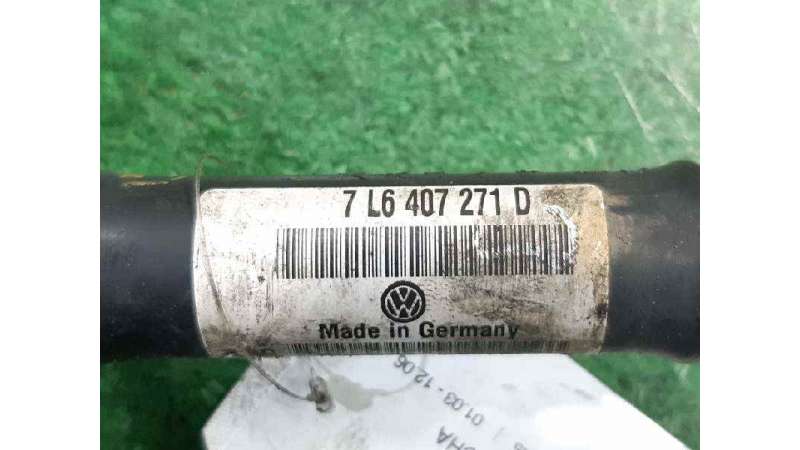 7 L6 407 271 D
VW
Made in Germany
01.03 - 12.06